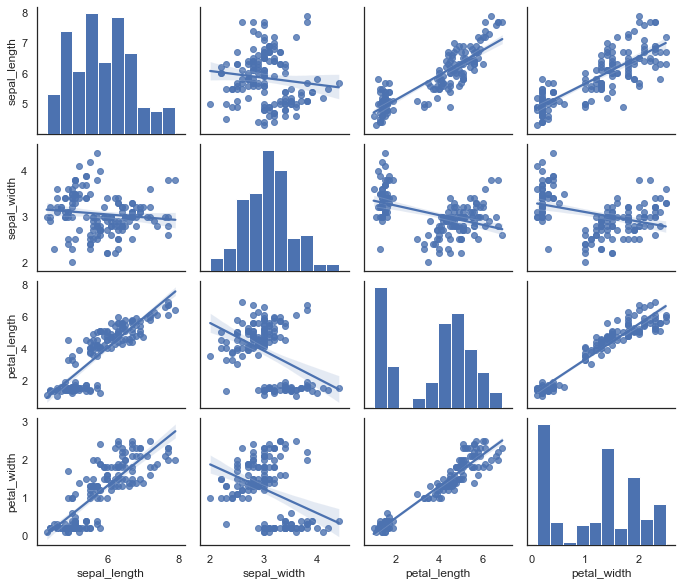 8
7
6
5
sepal_length
4
3
2
sepal_width
8
6
4
2
petal_length
3
2
1
0
petal_width
6 8
2 3 4
2 4 6
0 1 2
sepal_length sepal_width petal_length petal_width